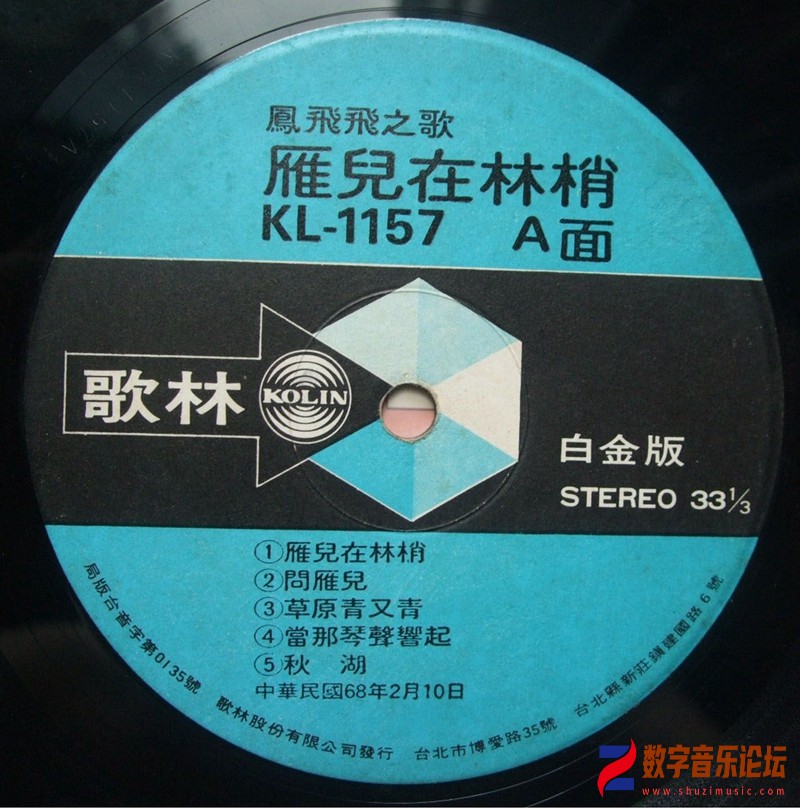 鳳飛飛之歌
雁兒在林梢
KL-1157 A面
歌林
KOLIN
白金版
STEREO 33⅓
①雁兒在林梢
②問雁兒
③草原青又青
④當那琴聲響起
⑤秋 湖
中華民國68年2月10日
局版台音字第0135號 歌林股份有限公司發行 台北市博愛路35號 台北縣新莊鎮建國路6號
数字音乐论坛
www.shuzimusic.com